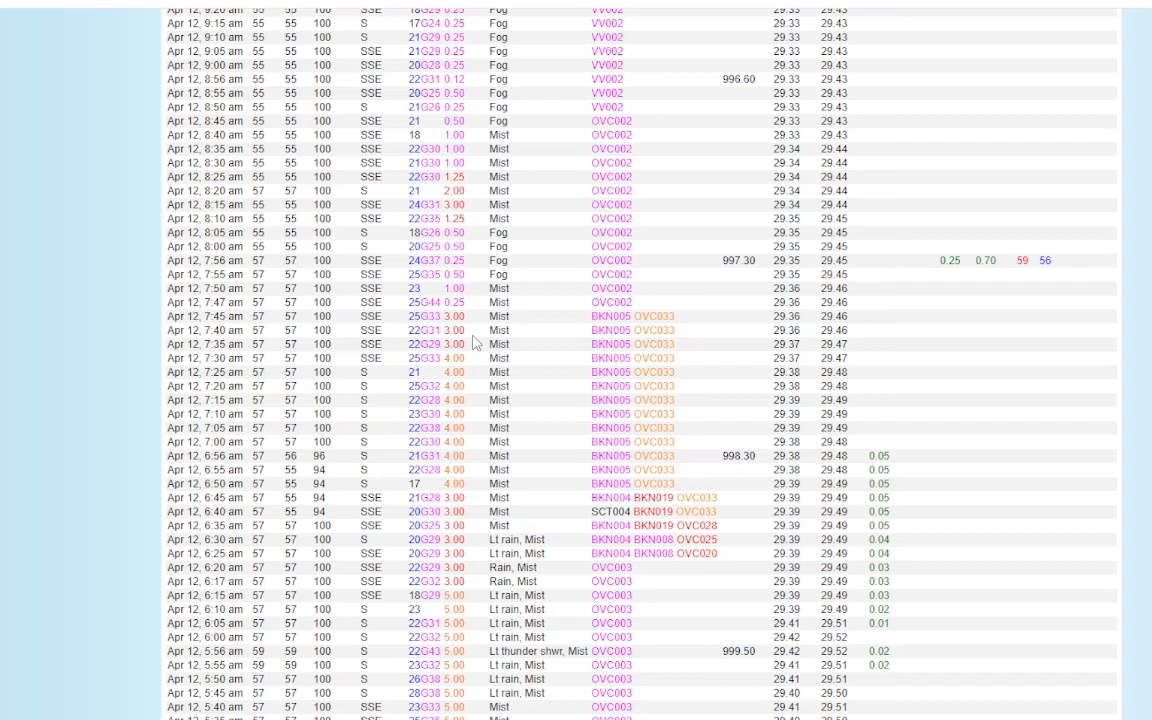 Apr 12, 9:20 am 55 55 100 SSE 18G29 0.25 Fog VV002 29.33 29.43
Apr 12, 9:15 am 55 55 100 S 17G24 0.25 Fog VV002 29.33 29.43
Apr 12, 9:10 am 55 55 100 S 21G29 0.25 Fog VV002 29.33 29.43
Apr 12, 9:05 am 55 55 100 SSE 21G29 0.25 Fog VV002 29.33 29.43
Apr 12, 9:00 am 55 55 100 SSE 20G28 0.25 Fog VV002 29.33 29.43
Apr 12, 8:56 am 55 55 100 SSE 22G31 0.12 Fog VV002 996.60 29.33 29.43
Apr 12, 8:55 am 55 55 100 SSE 20G25 0.50 Fog VV002 29.33 29.43
Apr 12, 8:50 am 55 55 100 S 21G26 0.25 Fog VV002 29.33 29.43
Apr 12, 8:45 am 55 55 100 SSE 21 0.50 Fog OVC002 29.33 29.43
Apr 12, 8:40 am 55 55 100 SSE 18 1.00 Mist OVC002 29.33 29.43
Apr 12, 8:35 am 55 55 100 SSE 22G30 1.00 Mist OVC002 29.34 29.44
Apr 12, 8:30 am 55 55 100 SSE 21G30 1.00 Mist OVC002 29.34 29.44
Apr 12, 8:25 am 55 55 100 SSE 22G30 1.25 Mist OVC002 29.34 29.44
Apr 12, 8:20 am 57 57 100 S 21 2.00 Mist OVC002 29.34 29.44
Apr 12, 8:15 am 55 55 100 SSE 24G31 3.00 Mist OVC002 29.34 29.44
Apr 12, 8:10 am 55 55 100 SSE 22G35 1.25 Mist OVC002 29.35 29.45
Apr 12, 8:05 am 55 55 100 S 18G26 0.50 Fog OVC002 29.35 29.45
Apr 12, 8:00 am 55 55 100 S 20G25 0.50 Fog OVC002 29.35 29.45
Apr 12, 7:56 am 57 57 100 SSE 24G37 0.25 Fog OVC002 997.30 29.35 29.45 0.25 0.70 59 56
Apr 12, 7:55 am 57 57 100 SSE 25G35 0.50 Fog OVC002 29.35 29.45
Apr 12, 7:50 am 57 57 100 SSE 23 1.00 Mist OVC002 29.36 29.46
Apr 12, 7:47 am 57 57 100 SSE 25G44 0.25 Mist OVC002 29.36 29.46
Apr 12, 7:45 am 57 57 100 SSE 25G33 3.00 Mist BKN005 OVC033 29.36 29.46
Apr 12, 7:40 am 57 57 100 SSE 22G31 3.00 Mist BKN005 OVC033 29.36 29.46
Apr 12, 7:35 am 57 57 100 SSE 22G29 3.00 Mist BKN005 OVC033 29.37 29.47
Apr 12, 7:30 am 57 57 100 SSE 25G33 4.00 Mist BKN005 OVC033 29.37 29.47
Apr 12, 7:25 am 57 57 100 S 21 4.00 Mist BKN005 OVC033 29.38 29.48
Apr 12, 7:20 am 57 57 100 S 25G32 4.00 Mist BKN005 OVC033 29.38 29.48
Apr 12, 7:15 am 57 57 100 S 22G28 4.00 Mist BKN005 OVC033 29.39 29.49
Apr 12, 7:10 am 57 57 100 S 23G30 4.00 Mist BKN005 OVC033 29.39 29.49
Apr 12, 7:05 am 57 57 100 S 22G38 4.00 Mist BKN005 OVC033 29.39 29.49
Apr 12, 7:00 am 57 57 100 S 22G30 4.00 Mist BKN005 OVC033 29.38 29.48
Apr 12, 6:56 am 57 56 96 S 21G31 4.00 Mist BKN005 OVC033 998.30 29.38 29.48 0.05
Apr 12, 6:55 am 57 55 94 S 22G28 4.00 Mist BKN005 OVC033 29.38 29.48 0.05
Apr 12, 6:50 am 57 55 94 S 17 4.00 Mist BKN005 OVC033 29.39 29.49 0.05
Apr 12, 6:45 am 57 55 94 SSE 21G28 3.00 Mist BKN004 BKN019 OVC033 29.39 29.49 0.05
Apr 12, 6:40 am 57 55 94 SSE 20G30 3.00 Mist SCT004 BKN019 OVC033 29.39 29.49 0.05
Apr 12, 6:35 am 57 57 100 SSE 20G25 3.00 Mist BKN004 BKN019 OVC028 29.39 29.49 0.05
Apr 12, 6:30 am 57 57 100 S 20G29 3.00 Lt rain, Mist BKN004 BKN008 OVC025 29.39 29.49 0.04
Apr 12, 6:25 am 57 57 100 SSE 20G29 3.00 Lt rain, Mist BKN004 BKN008 OVC020 29.39 29.49 0.04
Apr 12, 6:20 am 57 57 100 SSE 22G29 3.00 Rain, Mist OVC003 29.39 29.49 0.03
Apr 12, 6:17 am 57 57 100 SSE 22G32 3.00 Rain, Mist OVC003 29.39 29.49 0.03
Apr 12, 6:15 am 57 57 100 SSE 18G29 5.00 Lt rain, Mist OVC003 29.39 29.49 0.03
Apr 12, 6:10 am 57 57 100 S 23 5.00 Lt rain, Mist OVC003 29.39 29.49 0.02
Apr 12, 6:05 am 57 57 100 S 22G31 5.00 Lt rain, Mist OVC003 29.41 29.51 0.01
Apr 12, 6:00 am 57 57 100 S 22G32 5.00 Lt rain, Mist OVC003 29.42 29.52
Apr 12, 5:56 am 59 59 100 S 22G43 5.00 Lt thunder shwr, Mist OVC003 999.50 29.42 29.52 0.02
Apr 12, 5:55 am 59 59 100 S 23G32 5.00 Lt rain, Mist OVC003 29.41 29.51 0.02
Apr 12, 5:50 am 57 57 100 S 26G38 5.00 Lt rain, Mist OVC003 29.41 29.51
Apr 12, 5:45 am 57 57 100 S 28G38 5.00 Lt rain, Mist OVC003 29.40 29.50
Apr 12, 5:40 am 57 57 100 SSE 23G33 5.00 Mist OVC003 29.41 29.51